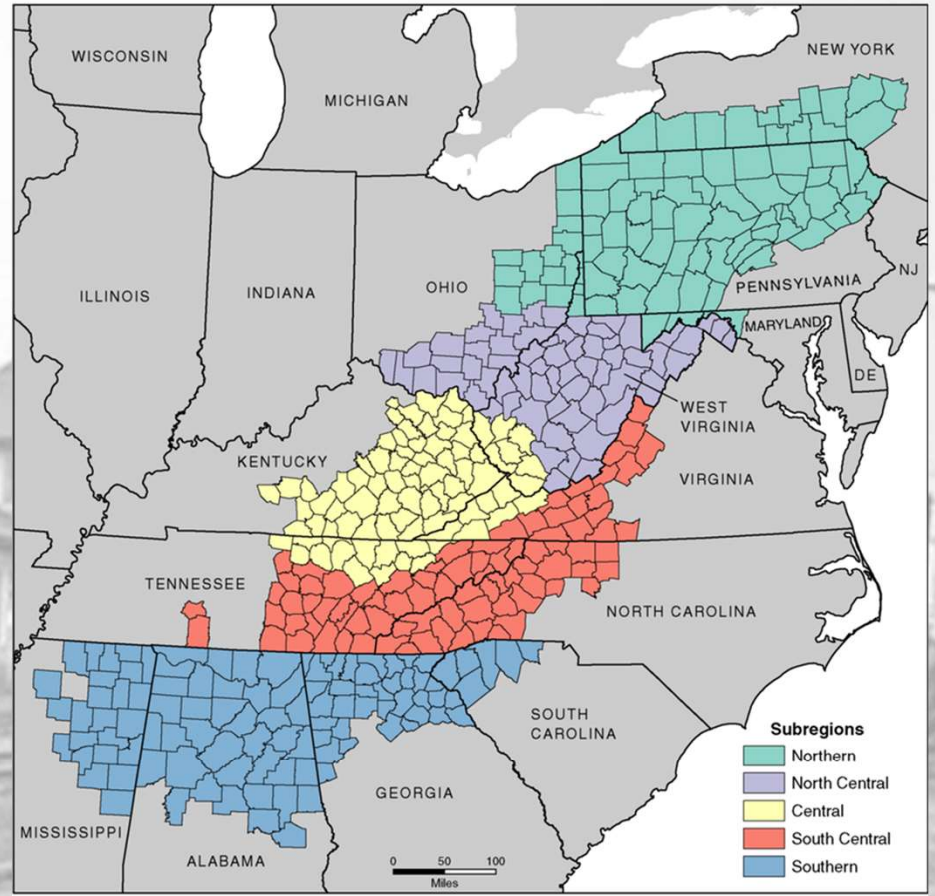 WISCONSIN
MICHIGAN
NEW YORK
ILLINOIS
INDIANA
OHIO
PENNSYLVANIA
NJ
MARYLAND
DE
WEST
VIRGINIA
KENTUCKY
VIRGINIA
TENNESSEE
NORTH CAROLINA
SOUTH
CAROLINA
GEORGIA
MISSISSIPPI
ALABAMA
0 50 100
Miles
Subregions
Northern
North Central
Central
South Central
Southern